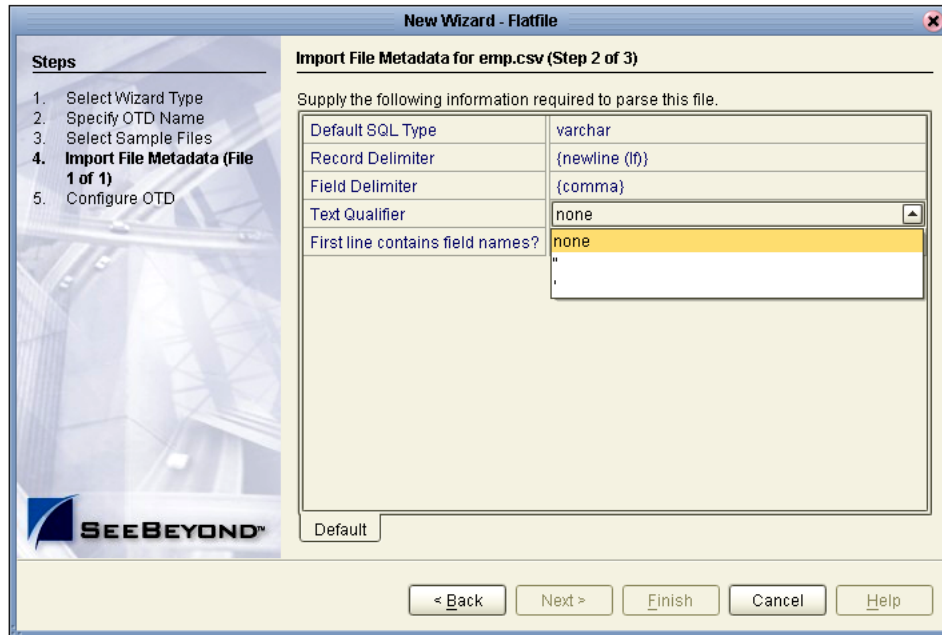 New Wizard - Flatfile
Steps
1. Select Wizard Type
2. Specify OTD Name
3. Select Sample Files
4. Import File Metadata (File
1 of 1)
5. Configure OTD
SEEBEYOND™
Import File Metadata for emp.csv (Step 2 of 3)
Supply the following information required to parse this file.
Default SQL Type varchar
Record Delimiter {newline (lf)}
Field Delimiter {comma}
Text Qualifier none
First line contains field names? none
"
'
Default
< Back Next > Finish Cancel Help